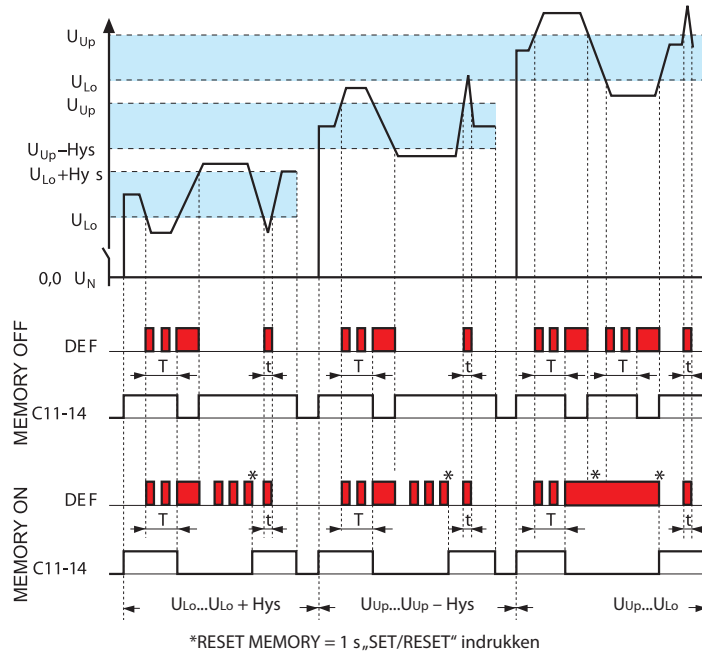 U_Up
U_Lo
U_Up
U_Up–Hys
U_Lo+Hy s
U_Lo
0,0 U_N
MEMORY OFF
DEF
T t T t T T t
C11-14
MEMORY ON
* * * *
DEF
T t T t T t
C11-14
U_Lo...U_Lo + Hys U_Up...U_Up – Hys U_Up...U_Lo
*RESET MEMORY = 1 s„SET/RESET“ indrukken